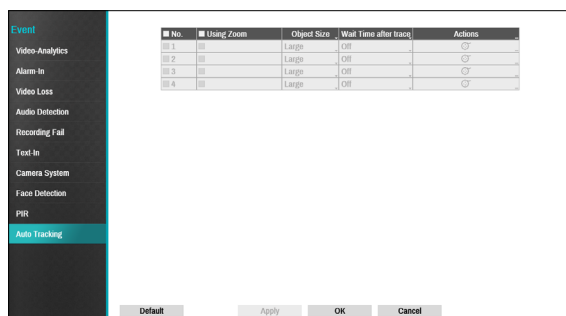 Event
Video-Analytics
Alarm-In
Video Loss
Audio Detection
Recording Fail
Text-In
Camera System
Face Detection
PIR
Auto Tracking
No. Using Zoom Object Size Wait Time after trace Actions
1 Large Off
2 Large Off
3 Large Off
4 Large Off
Default Apply OK Cancel